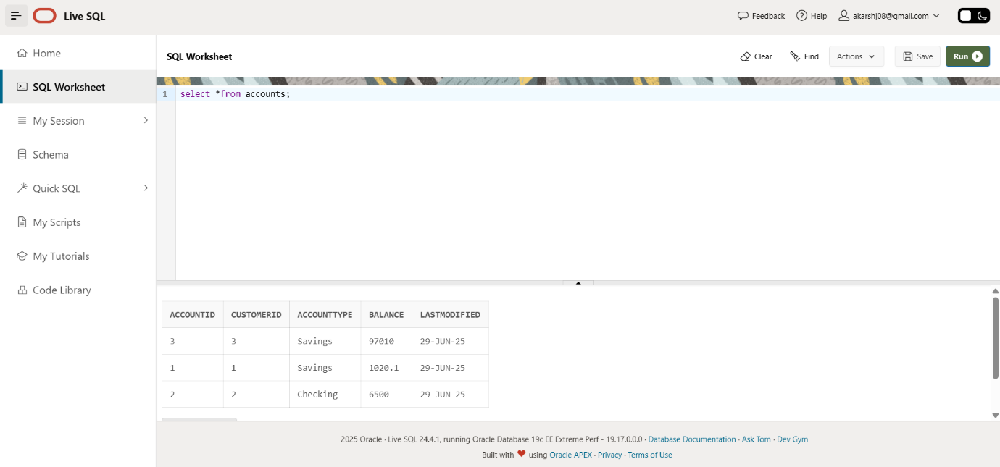 Live SQL
Feedback Help akarshj08@gmail.com
Home
SQL Worksheet
My Session
Schema
Quick SQL
My Scripts
My Tutorials
Code Library
SQL Worksheet
Clear Find Actions Save Run
1 select *from accounts;
ACCOUNTID CUSTOMERID ACCOUNTTYPE BALANCE LASTMODIFIED
3 3 Savings 97010 29-JUN-25
1 1 Savings 1020.1 29-JUN-25
2 2 Checking 6500 29-JUN-25
2025 Oracle · Live SQL 24.4.1, running Oracle Database 19c EE Extreme Perf - 19.17.0.0.0 · Database Documentation · Ask Tom · Dev Gym
Built with ❤ using Oracle APEX · Privacy · Terms of Use